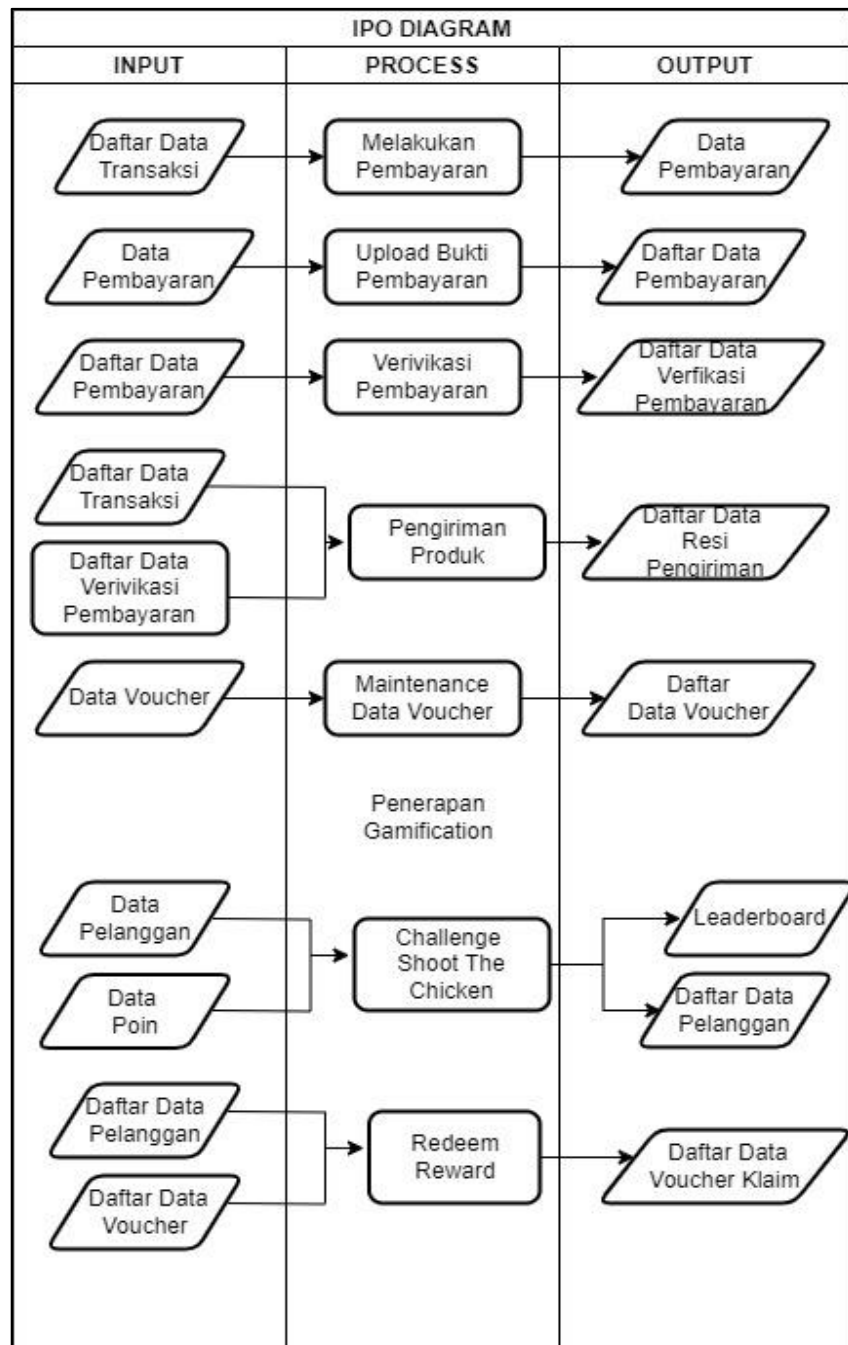 IPO DIAGRAM
INPUT
PROCESS
OUTPUT
Daftar Data
Transaksi
Melakukan
Pembayaran
Data
Pembayaran
Data
Pembayaran
Upload Bukti
Pembayaran
Daftar Data
Pembayaran
Daftar Data
Pembayaran
Verivikasi
Pembayaran
Daftar Data
Verfikasi
Pembayaran
Daftar Data
Transaksi
Daftar Data
Verivikasi
Pembayaran
Pengiriman
Produk
Daftar Data
Resi
Pengiriman
Data Voucher
Maintenance
Data Voucher
Daftar
Data Voucher
Penerapan
Gamification
Data
Pelanggan
Data
Poin
Challenge
Shoot The
Chicken
Leaderboard
Daftar Data
Pelanggan
Daftar Data
Pelanggan
Daftar Data
Voucher
Redeem
Reward
Daftar Data
Voucher Klaim